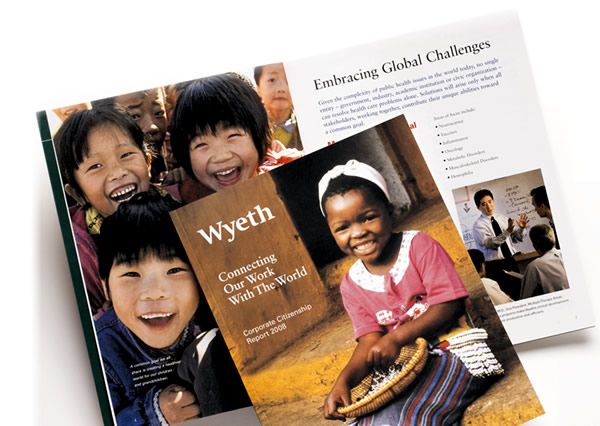 Embracing Global Challenges
Given the complexity of public health issues in the world today, no single
entity – government, industry, academic institution or civic organization –
can resolve health care problems alone. Solutions will arise only when all
stakeholders, working together, contribute their unique abilities toward
a common goal.
Areas of focus include:
• Neuroscience
• Vaccines
• Inflammation
• Oncology
• Metabolic Disorders
• Musculoskeletal Disorders
• Hemophilia
Wyeth
Connecting
Our Work
With The World
Corporate Citizenship
Report 2008
A common goal we all
share is creating a healthier
world for our children
and grandchildren.